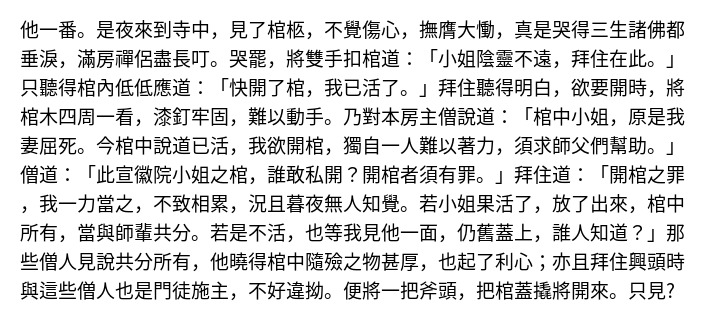 他一番。是夜來到寺中，見了棺柩，不覺傷心，撫膺大慟，真是哭得三生諸佛都
垂淚，滿房禪侶盡長吁。哭罷，將雙手扣棺道：「小姐陰靈不遠，拜住在此。」
只聽得棺內低低應道：「快開了棺，我已活了。」拜住聽得明白，欲要開時，將
棺木四周一看，漆釘牢固，難以動手。乃對本房主僧說道：「棺中小姐，原是我
妻屈死。今棺中說道已活，我欲開棺，獨自一人難以著力，須求師父們幫助。」
僧道：「此宣徽院小姐之棺，誰敢私開？開棺者須有罪。」拜住道：「開棺之罪
，我一力當之，不致相累，況且暮夜無人知覺。若小姐果活了，放了出來，棺中
所有，當與師輩共分。若是不活，也等我見他一面，仍舊蓋上，誰人知道？」那
些僧人見說共分所有，他曉得棺中隨殮之物甚厚，也起了利心；亦且拜住興頭時
與這些僧人也是門徒施主，不好違拗。便將一把斧頭，把棺蓋撬將開來。只見?